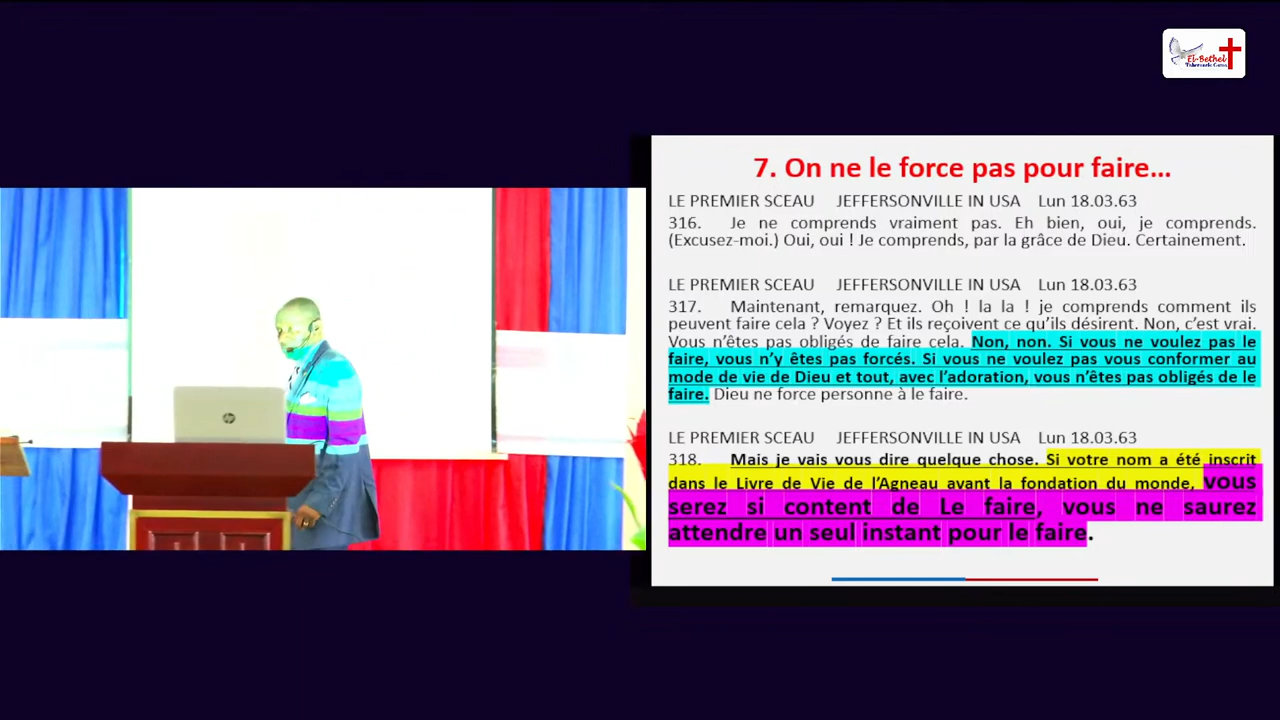 El-Bethel
7. On ne le force pas pour faire...
LE PREMIER SCEAU JEFFERSONVILLE IN USA Lun 18.03.63
316. Je ne comprends vraiment pas. Eh bien, oui, je comprends.
(Excusez-moi.) Oui, oui ! Je comprends, par la grâce de Dieu. Certainement.
LE PREMIER SCEAU JEFFERSONVILLE IN USA Lun 18.03.63
317. Maintenant, remarquez. Oh ! la la ! je comprends comment ils
peuvent faire cela ? Voyez ? Et ils reçoivent ce qu'ils désirent. Non, c'est vrai.
Vous n'êtes pas obligés de faire cela. Non, non. Si vous ne voulez pas le
faire, vous n'y êtes pas forcés. Si vous ne voulez pas vous conformer au
mode de vie de Dieu et tout, avec l'adoration, vous n'êtes pas obligés de le
faire. Dieu ne force personne à le faire.
LE PREMIER SCEAU JEFFERSONVILLE IN USA Lun 18.03.63
318. Mais je vais vous dire quelque chose. Si votre nom a été inscrit
dans le Livre de Vie de l'Agneau avant la fondation du monde, vous
serez si content de Le faire, vous ne saurez
attendre un seul instant pour le faire.
hp